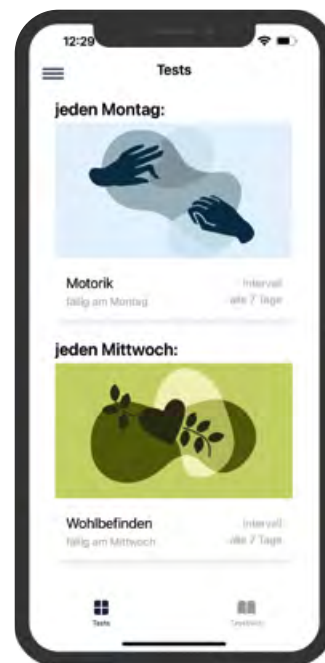 12:29
Tests
jeden Montag:
Motorik
Intervall
fällig am Montag
alle 7 Tage
jeden Mittwoch:
Wohlbefinden
Intervall
fällig am Mittwoch
alle 7 Tage
Tests